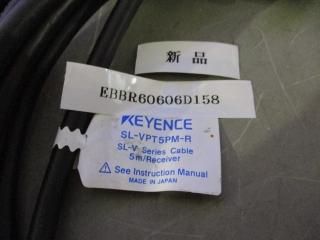 新品
EBBR60606D158
KEYENCE
SL-VPT5PM-R
SL-V Series Cable
5m/Receiver
See Instruction Manual
MADE IN JAPAN